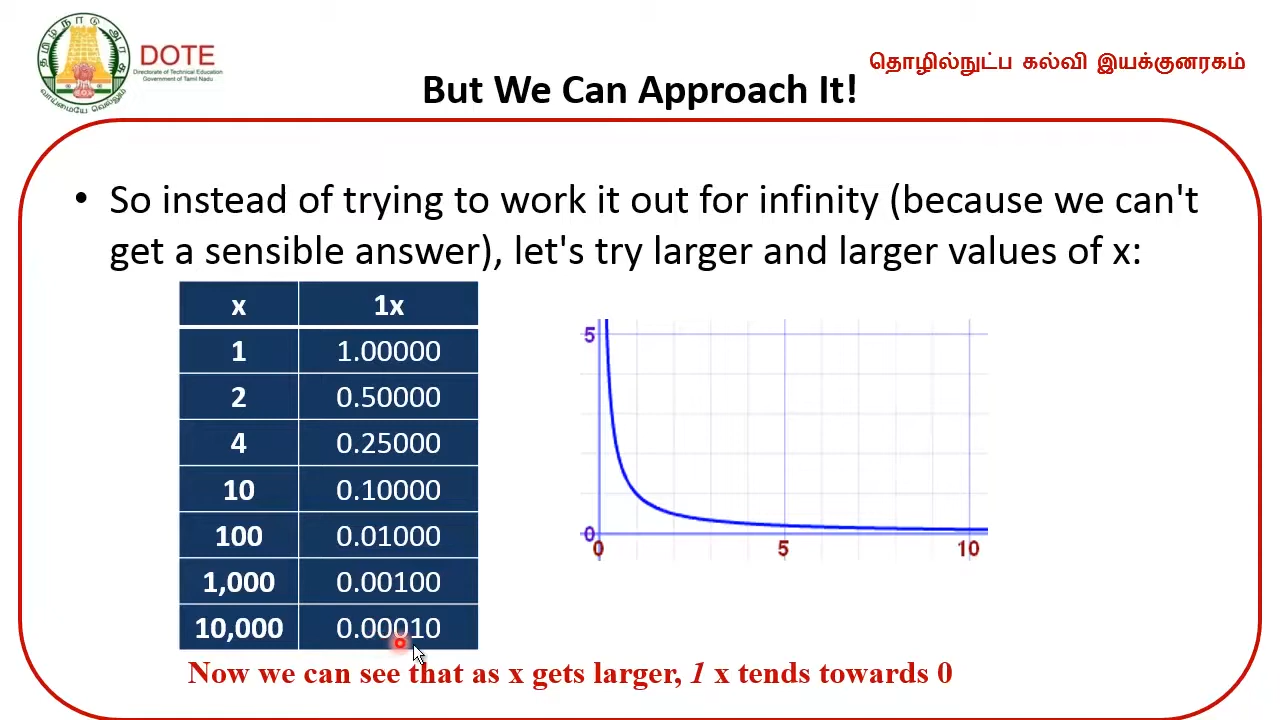 தமிழ்நாடு அரசு
வாய்மையே வெல்லும்
DOTE
Directorate of Technical Education
Government of Tamil Nadu
தொழில்நுட்ப கல்வி இயக்குனரகம்
But We Can Approach It!
• So instead of trying to work it out for infinity (because we can't
get a sensible answer), let's try larger and larger values of x:
x 1x
1 1.00000
2 0.50000
4 0.25000
10 0.10000
100 0.01000
1,000 0.00100
10,000 0.00010
5
0
0 5 10
Now we can see that as x gets larger, 1 x tends towards 0